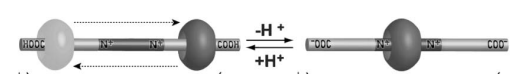 HOOC N⁺ N⁺ COOH -H⁺ ⁻OOC N⁺ N⁺ COO⁻
+H⁺